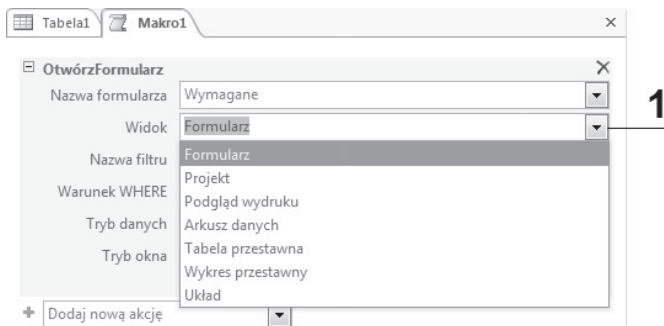 Tabela1 Makro1
OtwórzFormularz
Nazwa formularza Wymagane
Widok Formularz
1
Nazwa filtru Formularz
Projekt
Warunek WHERE Podgląd wydruku
Tryb danych Arkusz danych
Tabela przestawna
Tryb okna Wykres przestawny
Układ
Dodaj nową akcję